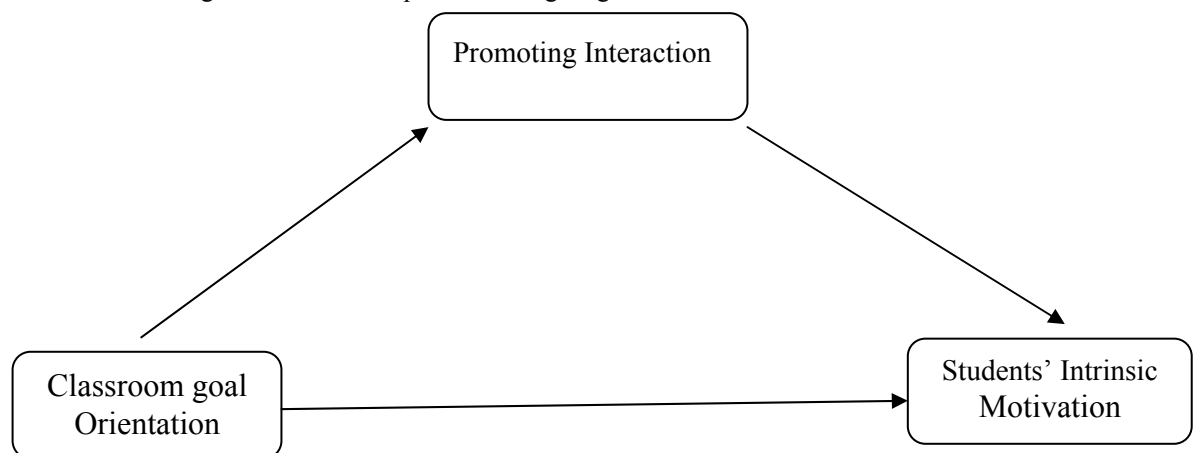 Promoting Interaction
Classroom goal
Orientation
Students’ Intrinsic
Motivation